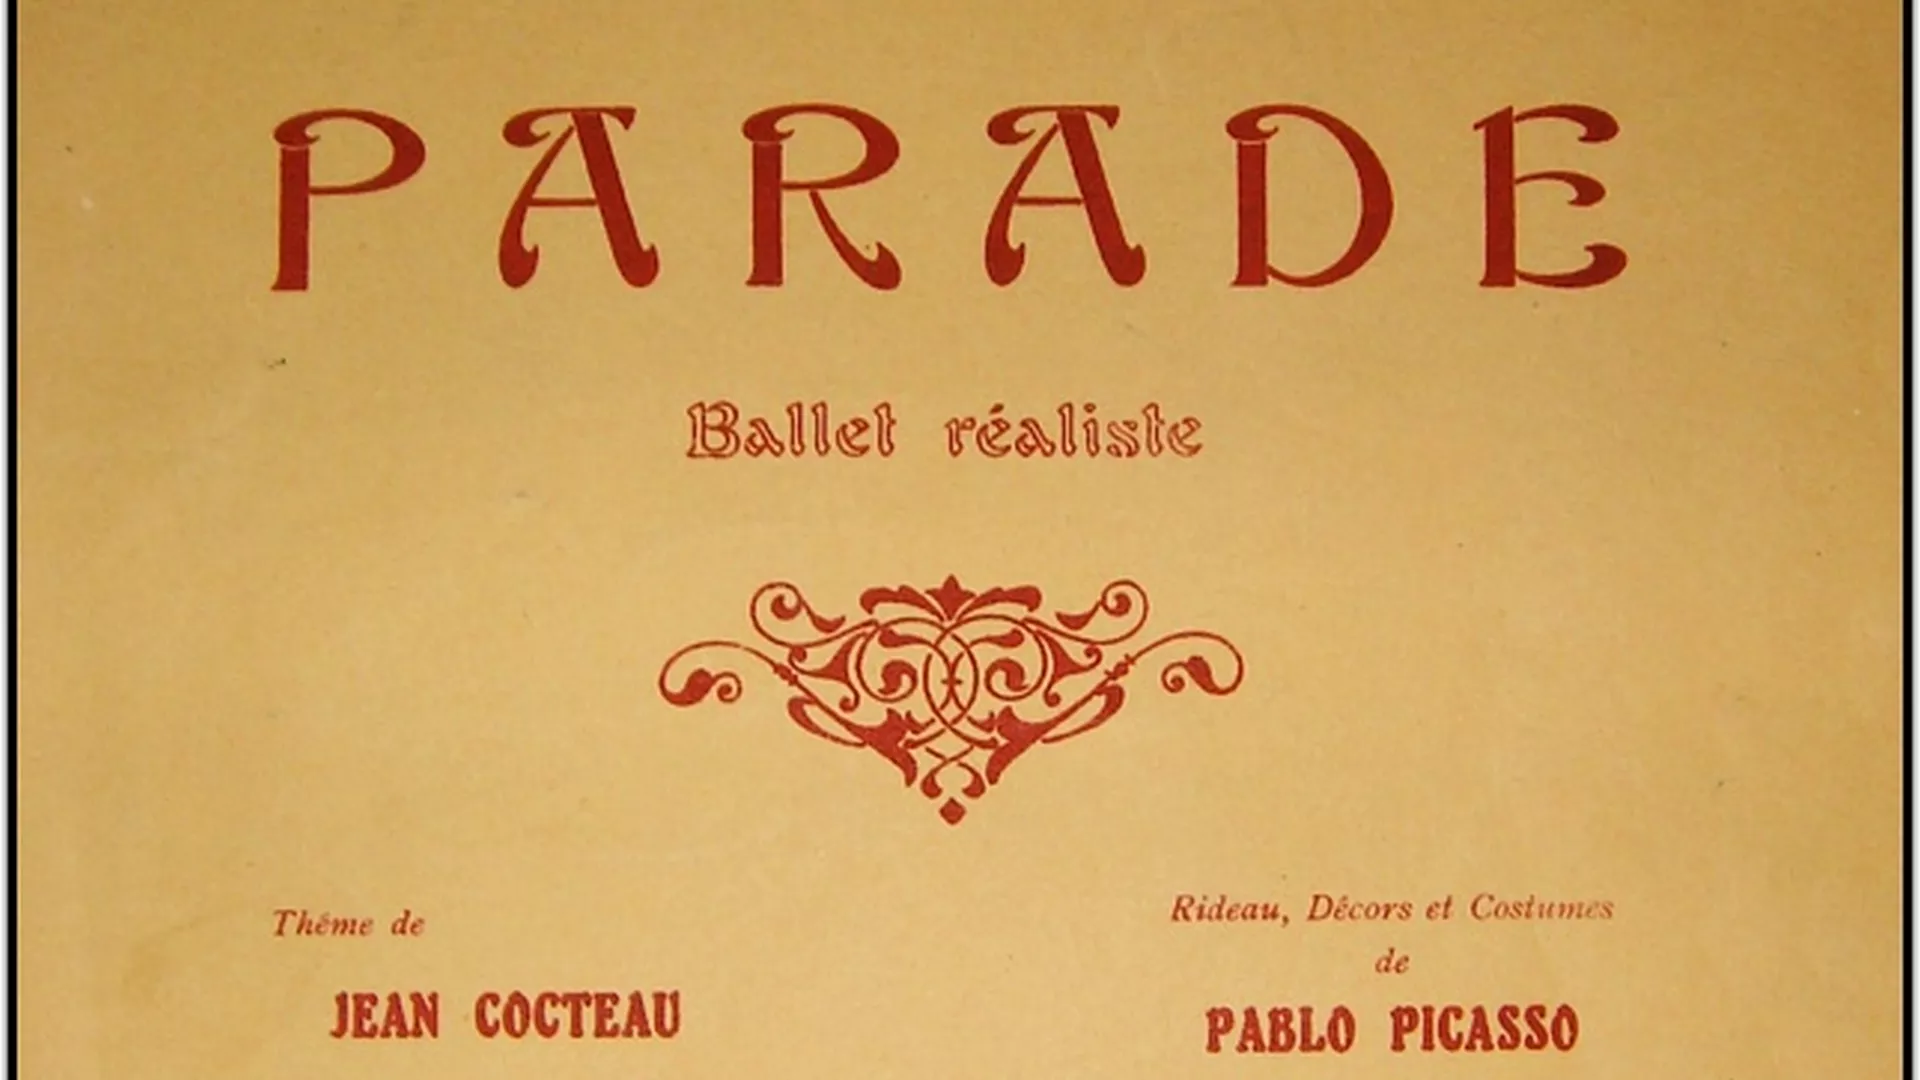 PARADE
Ballet réaliste
Thême de
JEAN COCTEAU
Rideau, Décors et Costumes
de
PABLO PICASSO